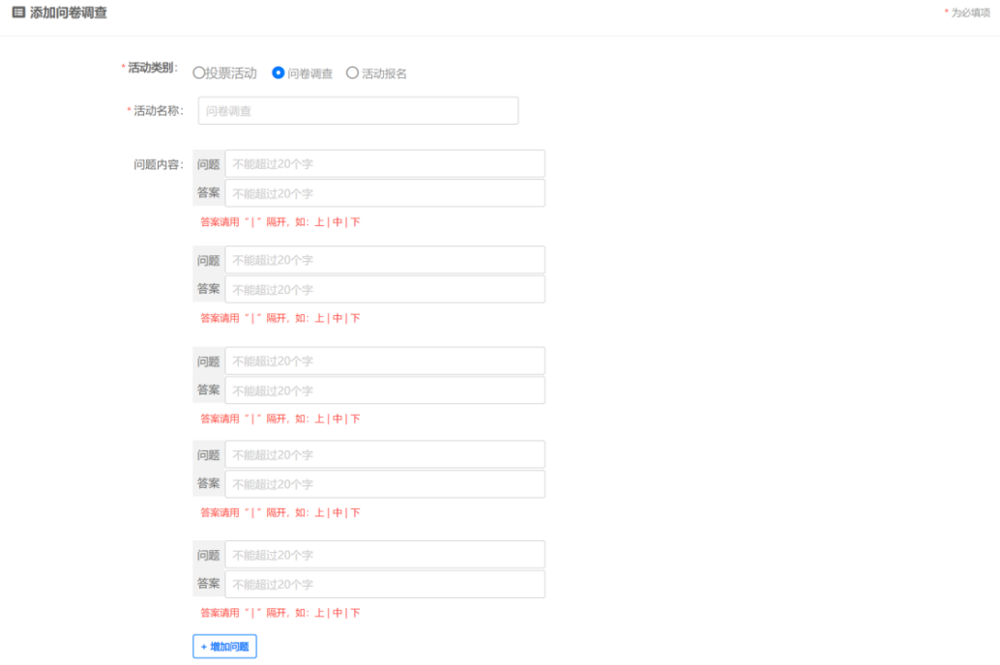 添加问卷调查
* 为必填项
* 活动类别: 投票活动 问卷调查 活动报名
* 活动名称: 问卷调查
问题内容: 问题 不能超过20个字
答案 不能超过20个字
答案请用“|”隔开, 如: 上|中|下
问题 不能超过20个字
答案 不能超过20个字
答案请用“|”隔开, 如: 上|中|下
问题 不能超过20个字
答案 不能超过20个字
答案请用“|”隔开, 如: 上|中|下
问题 不能超过20个字
答案 不能超过20个字
答案请用“|”隔开, 如: 上|中|下
问题 不能超过20个字
答案 不能超过20个字
答案请用“|”隔开, 如: 上|中|下
+ 增加问题